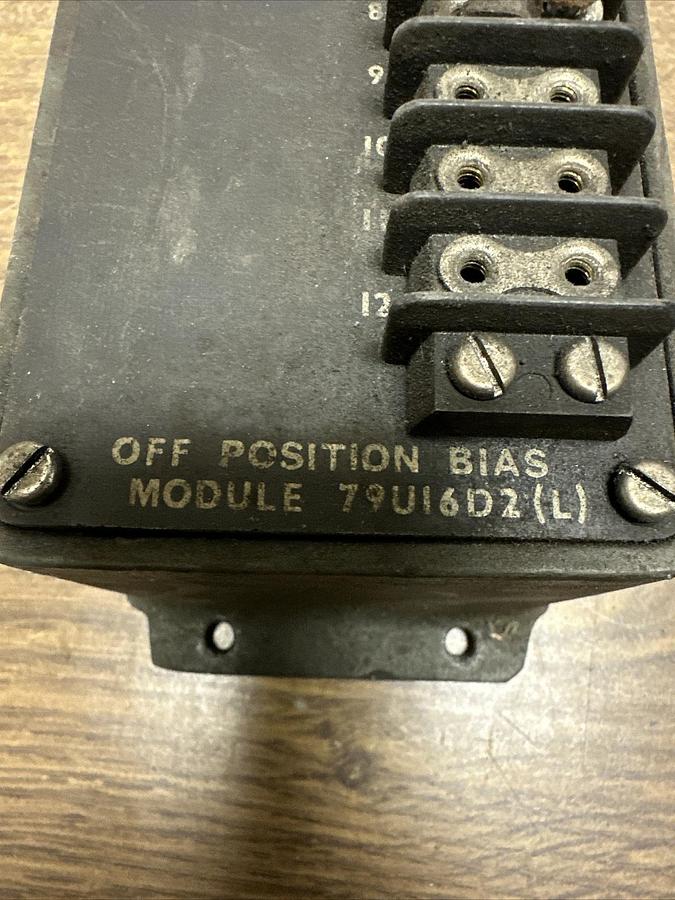 8
9
10
11
12
OFF POSITION BIAS
MODULE 79U16D2(L)